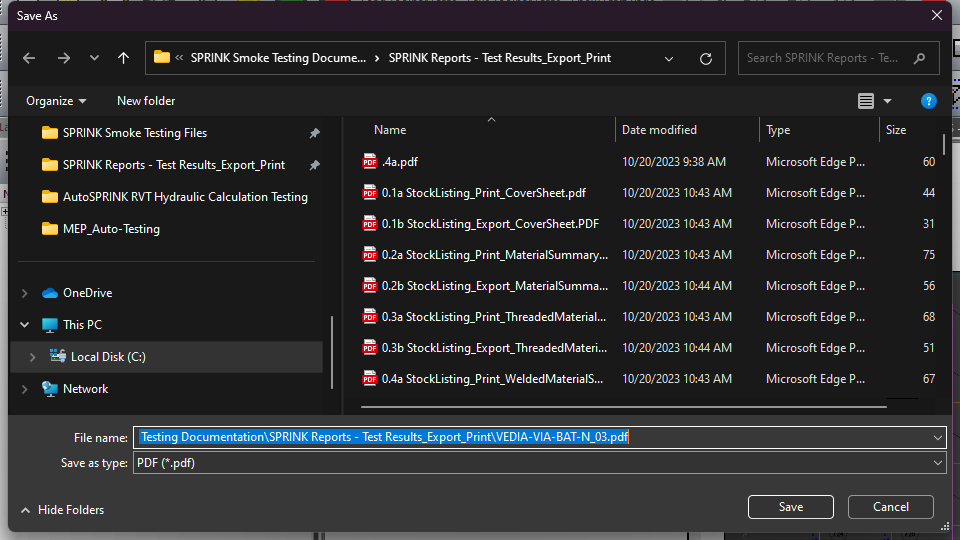 Save As
SPRINK Smoke Testing Docume... SPRINK Reports - Test Results_Export_Print
Search SPRINK Reports - Te...
Organize New folder
SPRINK Smoke Testing Files
SPRINK Reports - Test Results_Export_Print
AutoSPRINK RVT Hydraulic Calculation Testing
MEP_Auto-Testing
OneDrive
This PC
Local Disk (C:)
Network
Name Date modified Type Size
PDF .4a.pdf 10/20/2023 9:38 AM Microsoft Edge P... 60
PDF 0.1a StockListing_Print_CoverSheet.pdf 10/20/2023 10:43 AM Microsoft Edge P... 44
PDF 0.1b StockListing_Export_CoverSheet.PDF 10/20/2023 10:43 AM Microsoft Edge P... 31
PDF 0.2a StockListing_Print_MaterialSummary... 10/20/2023 10:43 AM Microsoft Edge P... 75
PDF 0.2b StockListing_Export_MaterialSumma... 10/20/2023 10:44 AM Microsoft Edge P... 56
PDF 0.3a StockListing_Print_ThreadedMaterial... 10/20/2023 10:43 AM Microsoft Edge P... 68
PDF 0.3b StockListing_Export_ThreadedMateri... 10/20/2023 10:44 AM Microsoft Edge P... 51
PDF 0.4a StockListing_Print_WeldedMaterialS... 10/20/2023 10:43 AM Microsoft Edge P... 67
File name: Testing Documentation\SPRINK Reports - Test Results_Export_Print\VEDIA-VIA-BAT-N_03.pdf
Save as type: PDF (*.pdf)
Hide Folders Save Cancel